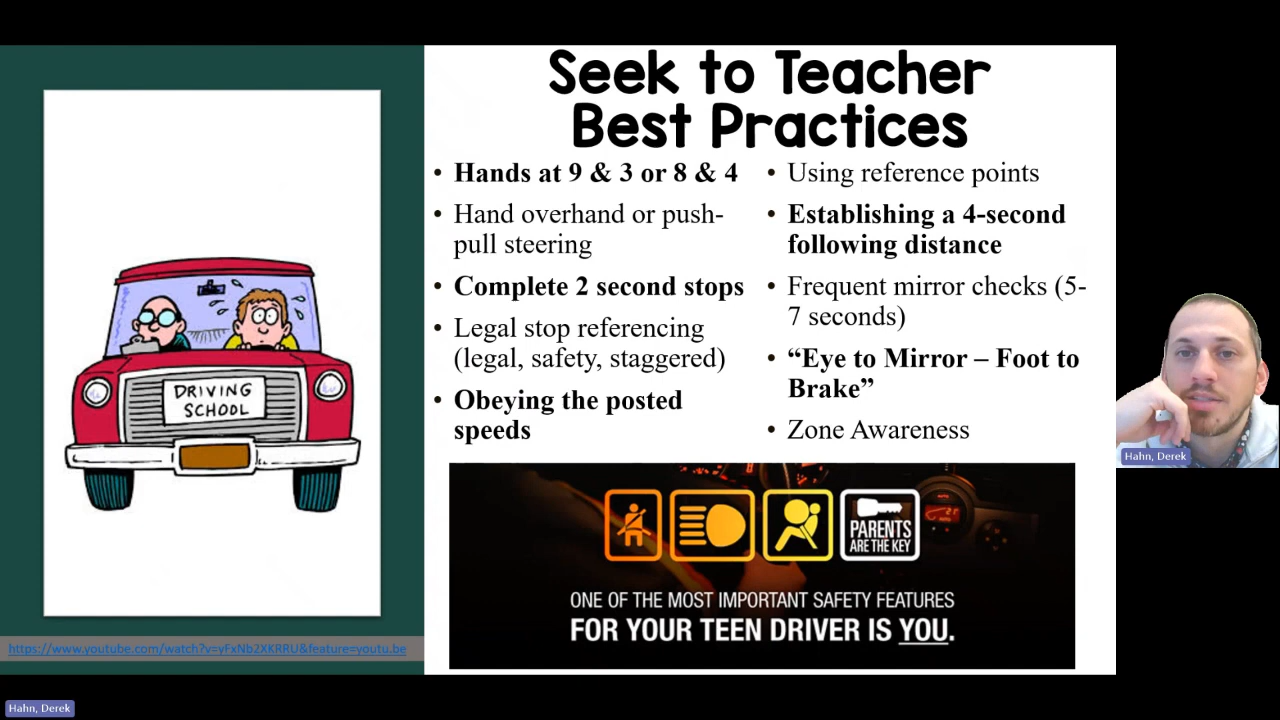 Seek to Teacher
Best Practices
• Hands at 9 & 3 or 8 & 4
• Hand overhand or push-
pull steering
• Complete 2 second stops
• Legal stop referencing
(legal, safety, staggered)
• Obeying the posted
speeds
• Using reference points
• Establishing a 4-second
following distance
• Frequent mirror checks (5-
7 seconds)
• “Eye to Mirror – Foot to
Brake”
• Zone Awareness
DRIVING
SCHOOL
PARENTS
ARE THE KEY
ONE OF THE MOST IMPORTANT SAFETY FEATURES
FOR YOUR TEEN DRIVER IS YOU.
https://www.youtube.com/watch?v=yFxNb2XKRRU&feature=youtu.be
Hahn, Derek
Hahn, Derek